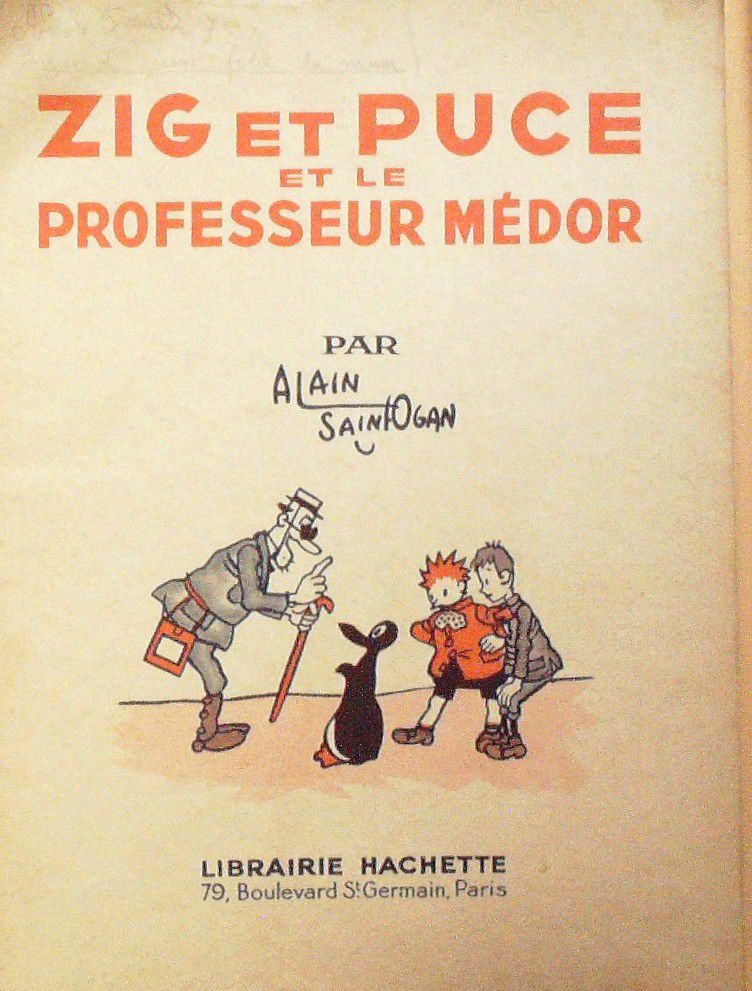 ZIG ET PUCE
ET LE
PROFESSEUR MÉDOR
PAR
ALAIN
SAINT-OGAN
LIBRAIRIE HACHETTE
79, Boulevard St Germain, Paris